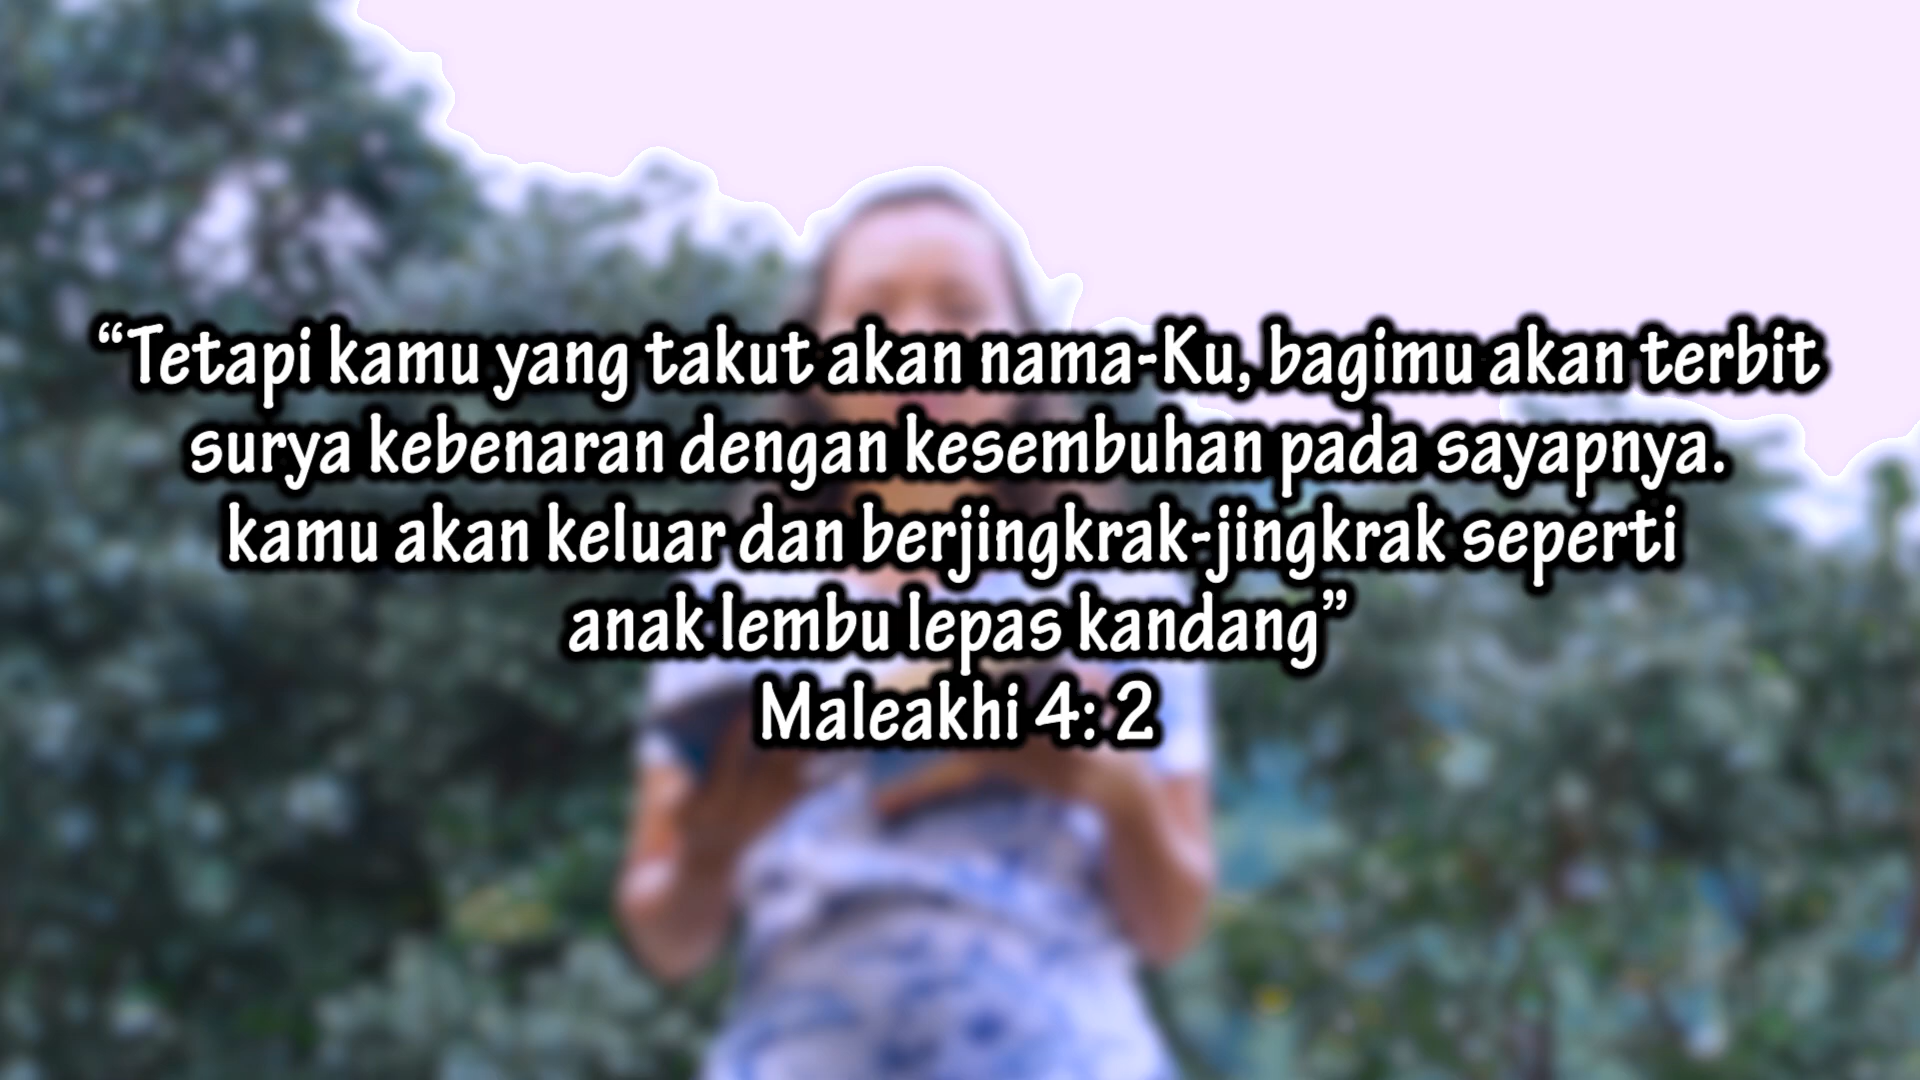 “Tetapi kamu yang takut akan nama-Ku, bagimu akan terbit
surya kebenaran dengan kesembuhan pada sayapnya.
kamu akan keluar dan berjingkrak-jingkrak seperti
anak lembu lepas kandang”
Maleakhi 4: 2